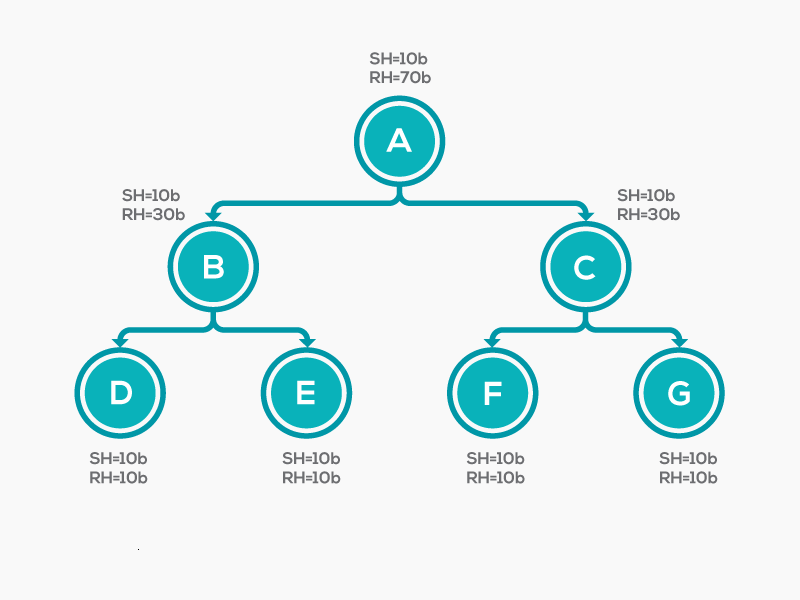 SH=10b
RH=70b
A
SH=10b
RH=30b
SH=10b
RH=30b
B
C
D
E
F
G
SH=10b
RH=10b
SH=10b
RH=10b
SH=10b
RH=10b
SH=10b
RH=10b